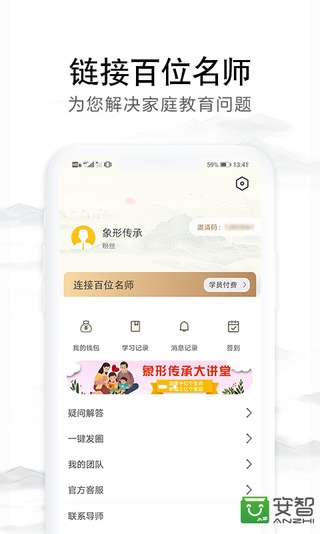 链接百位名师
为您解决家庭教育问题
59% 13:42
象形传承
邀请码:
粉丝
连接百位名师
学员付费 >
我的钱包
学习记录
消息记录
签到
象形传承大讲堂
疑问解答
一键发圈
我的团队
官方客服
联系导师
安智
ANZHI